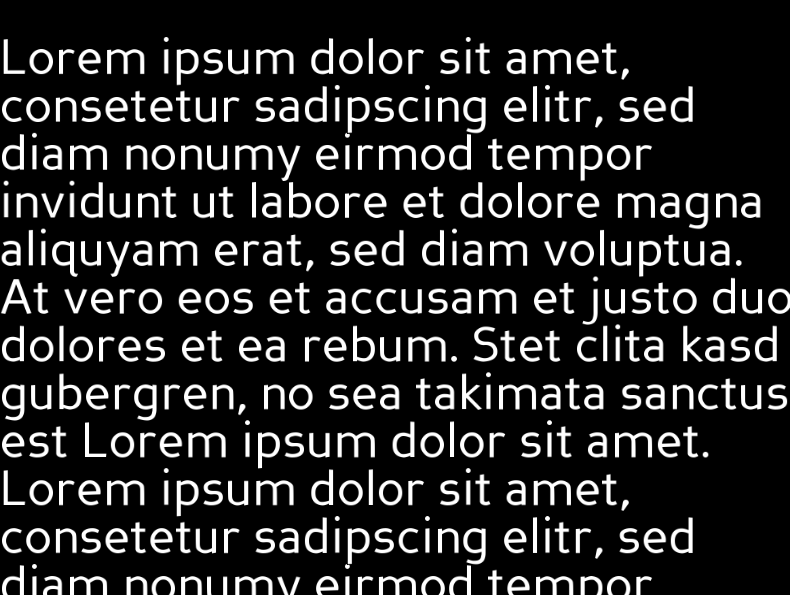 Lorem ipsum dolor sit amet,
consetetur sadipscing elitr, sed
diam nonumy eirmod tempor
invidunt ut labore et dolore magna
aliquyam erat, sed diam voluptua.
At vero eos et accusam et justo duo
dolores et ea rebum. Stet clita kasd
gubergren, no sea takimata sanctus
est Lorem ipsum dolor sit amet.
Lorem ipsum dolor sit amet,
consetetur sadipscing elitr, sed
diam nonumy eirmod tempor